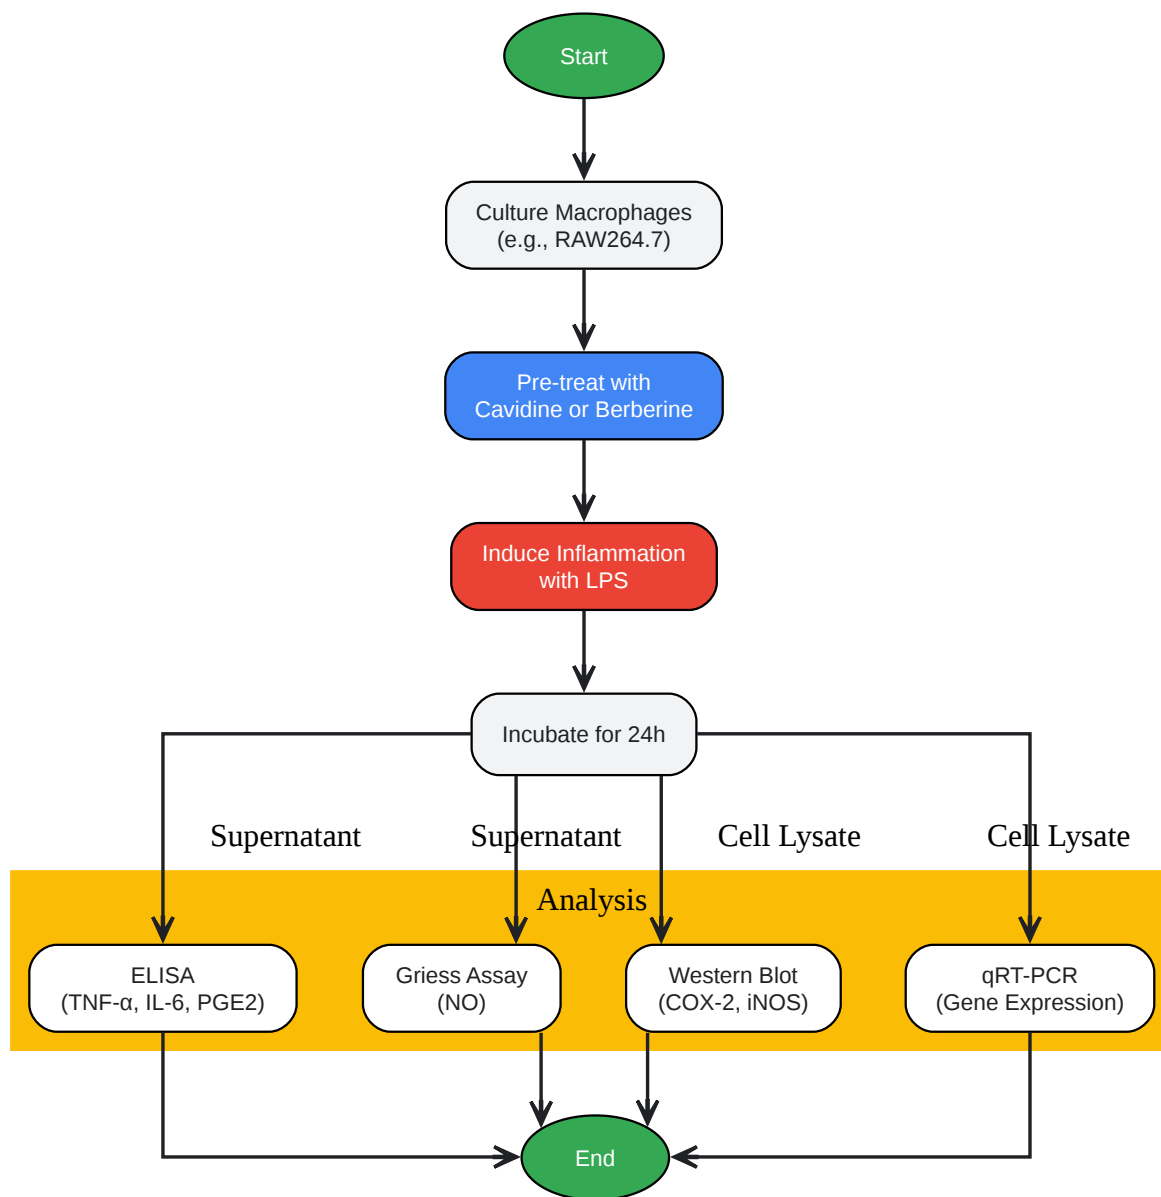 Start
Culture Macrophages
(e.g., RAW264.7)
Pre-treat with
Cavidine or Berberine
Induce Inflammation
with LPS
Incubate for 24h
Supernatant
Supernatant
Cell Lysate
Cell Lysate
Analysis
ELISA
(TNF-α, IL-6, PGE2)
Griess Assay
(NO)
Western Blot
(COX-2, iNOS)
qRT-PCR
(Gene Expression)
End